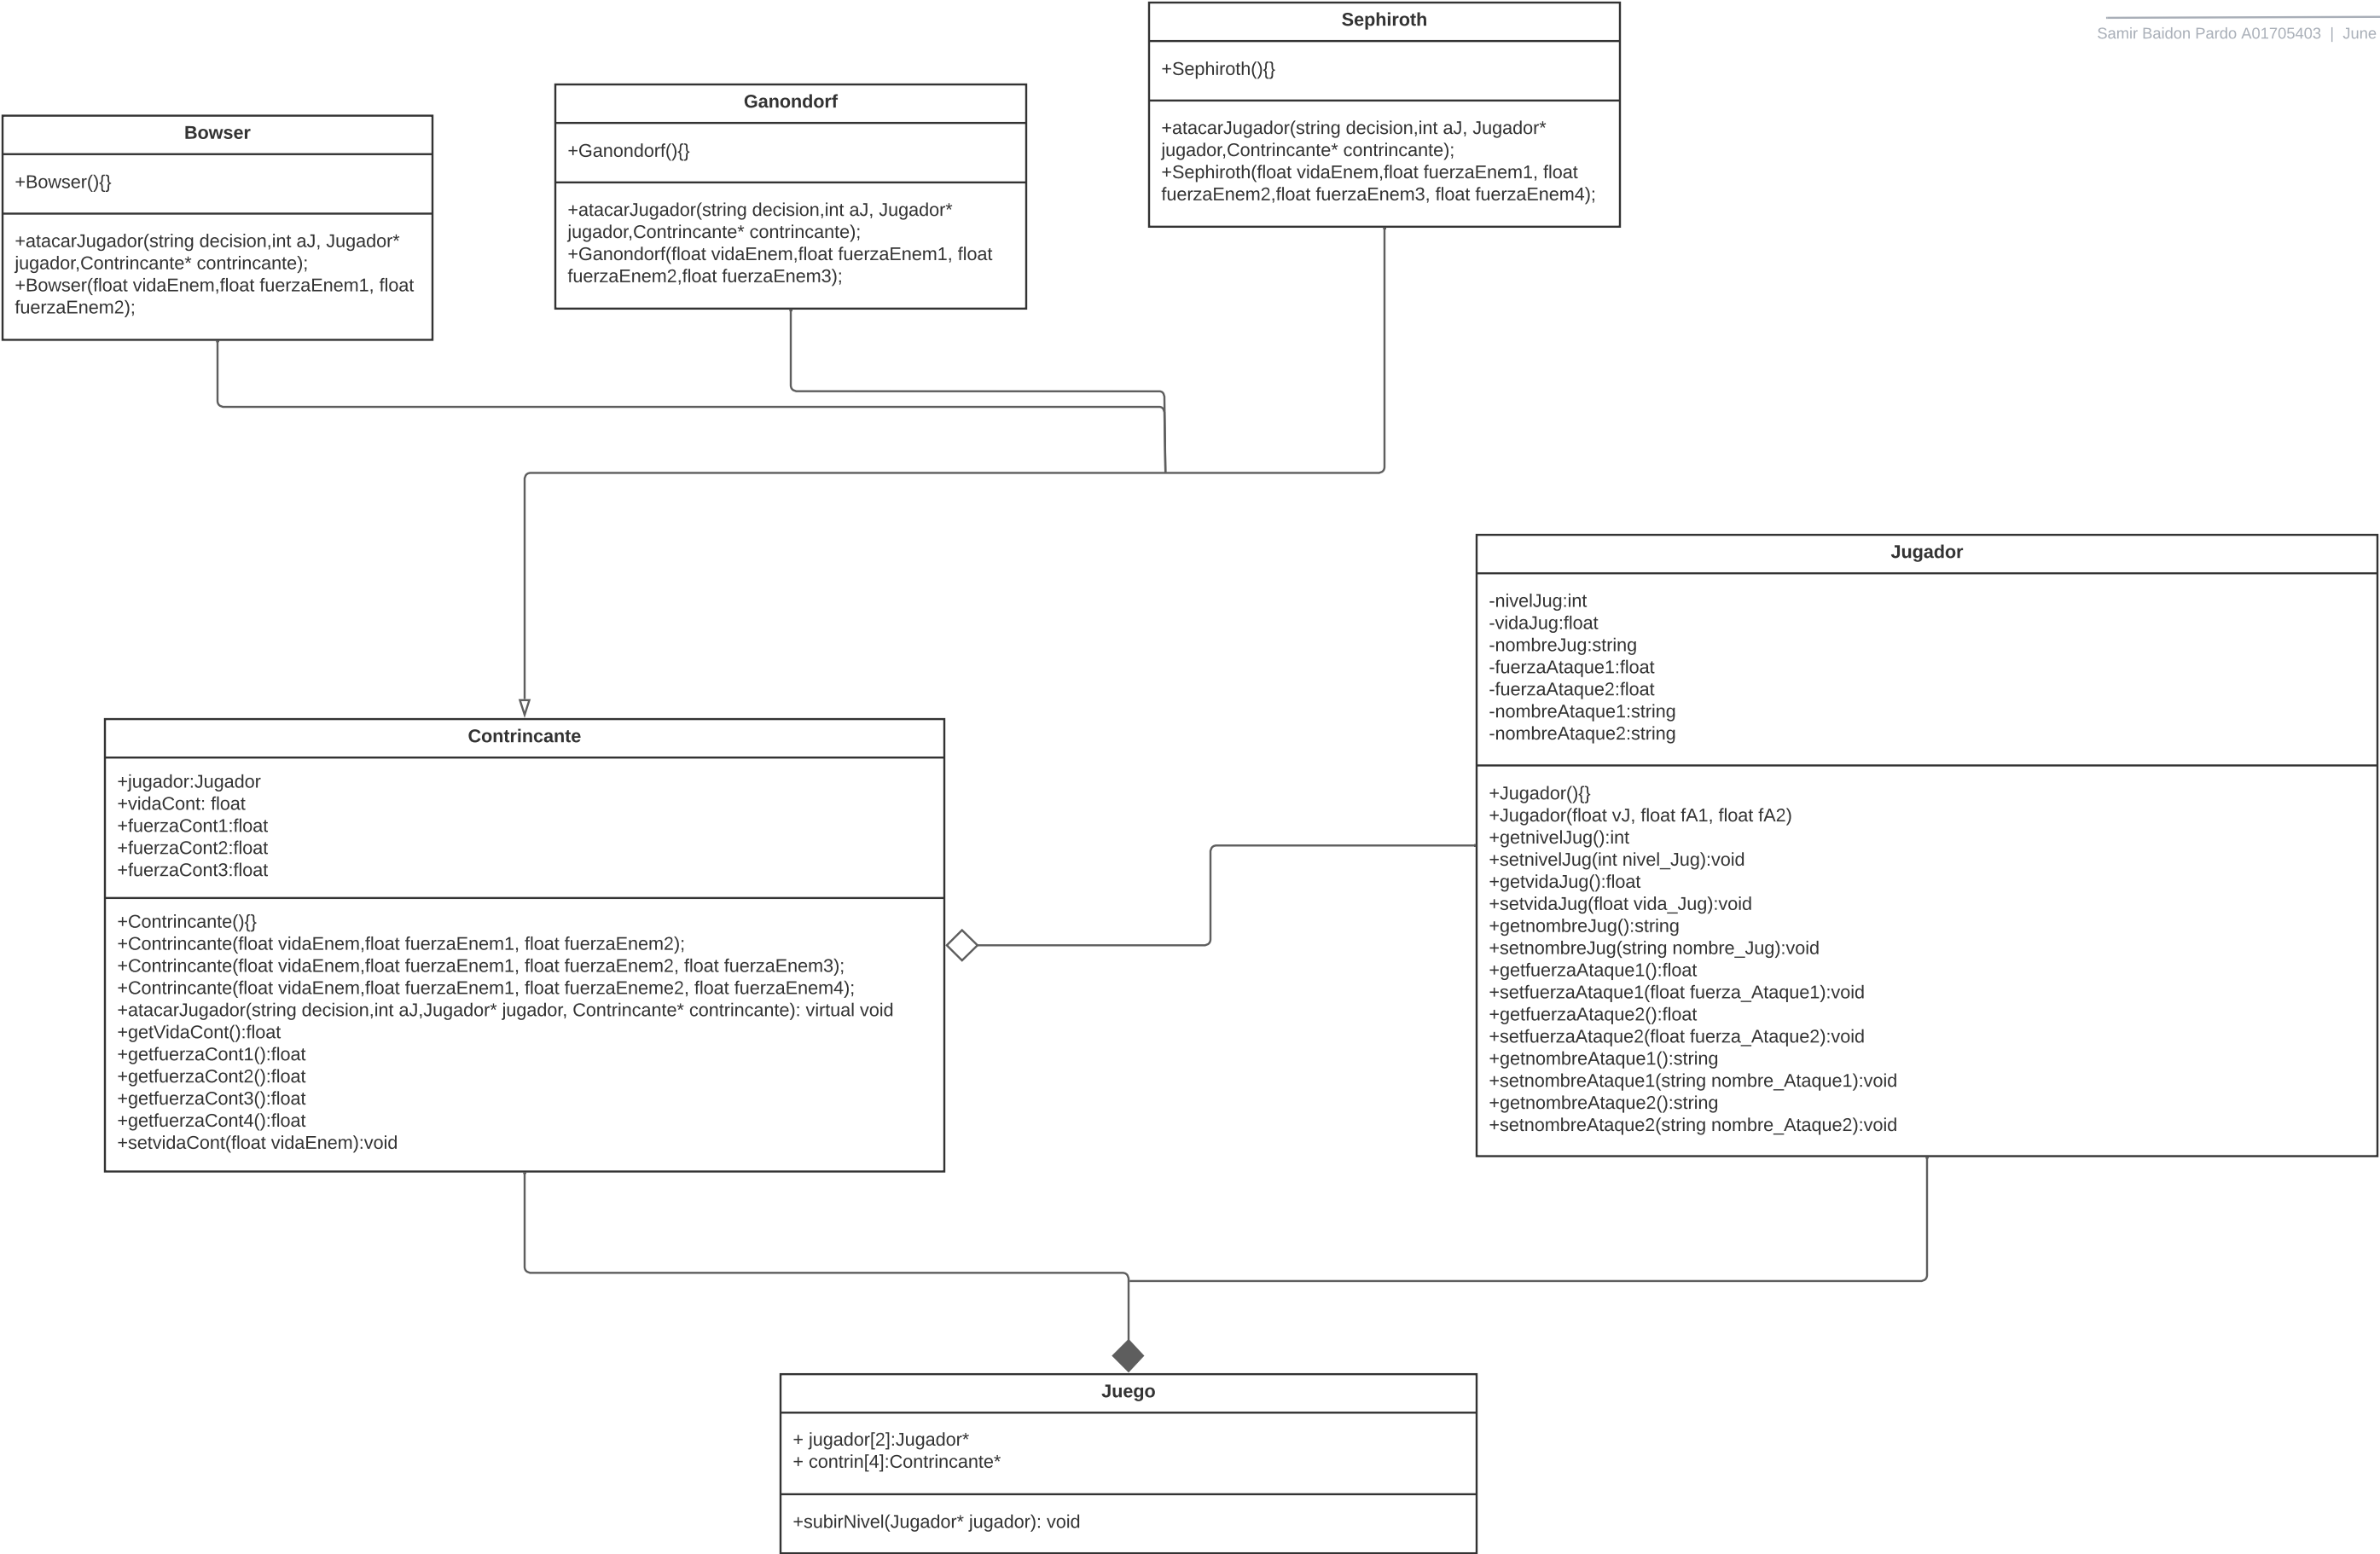 Samir Baidon Pardo A01705403 | June
Sephiroth
+Sephiroth(){}
+atacarJugador(string decision,int aJ, Jugador*
jugador,Contrincante* contrincante);
+Sephiroth(float vidaEnem,float fuerzaEnem1, float
fuerzaEnem2,float fuerzaEnem3, float fuerzaEnem4);
Ganondorf
+Ganondorf(){}
+atacarJugador(string decision,int aJ, Jugador*
jugador,Contrincante* contrincante);
+Ganondorf(float vidaEnem,float fuerzaEnem1, float
fuerzaEnem2,float fuerzaEnem3);
Bowser
+Bowser(){}
+atacarJugador(string decision,int aJ, Jugador*
jugador,Contrincante* contrincante);
+Bowser(float vidaEnem,float fuerzaEnem1, float
fuerzaEnem2);
Jugador
-nivelJug:int
-vidaJug:float
-nombreJug:string
-fuerzaAtaque1:float
-fuerzaAtaque2:float
-nombreAtaque1:string
-nombreAtaque2:string
+Jugador(){}
+Jugador(float vJ, float fA1, float fA2)
+getnivelJug():int
+setnivelJug(int nivel_Jug):void
+getvidaJug():float
+setvidaJug(float vida_Jug):void
+getnombreJug():string
+setnombreJug(string nombre_Jug):void
+getfuerzaAtaque1():float
+setfuerzaAtaque1(float fuerza_Ataque1):void
+getfuerzaAtaque2():float
+setfuerzaAtaque2(float fuerza_Ataque2):void
+getnombreAtaque1():string
+setnombreAtaque1(string nombre_Ataque1):void
+getnombreAtaque2():string
+setnombreAtaque2(string nombre_Ataque2):void
Contrincante
+jugador:Jugador
+vidaCont: float
+fuerzaCont1:float
+fuerzaCont2:float
+fuerzaCont3:float
+Contrincante(){}
+Contrincante(float vidaEnem,float fuerzaEnem1, float fuerzaEnem2);
+Contrincante(float vidaEnem,float fuerzaEnem1, float fuerzaEnem2, float fuerzaEnem3);
+Contrincante(float vidaEnem,float fuerzaEnem1, float fuerzaEneme2, float fuerzaEnem4);
+atacarJugador(string decision,int aJ,Jugador* jugador, Contrincante* contrincante): virtual void
+getVidaCont():float
+getfuerzaCont1():float
+getfuerzaCont2():float
+getfuerzaCont3():float
+getfuerzaCont4():float
+setvidaCont(float vidaEnem):void
Juego
+ jugador[2]:Jugador*
+ contrin[4]:Contrincante*
+subirNivel(Jugador* jugador): void